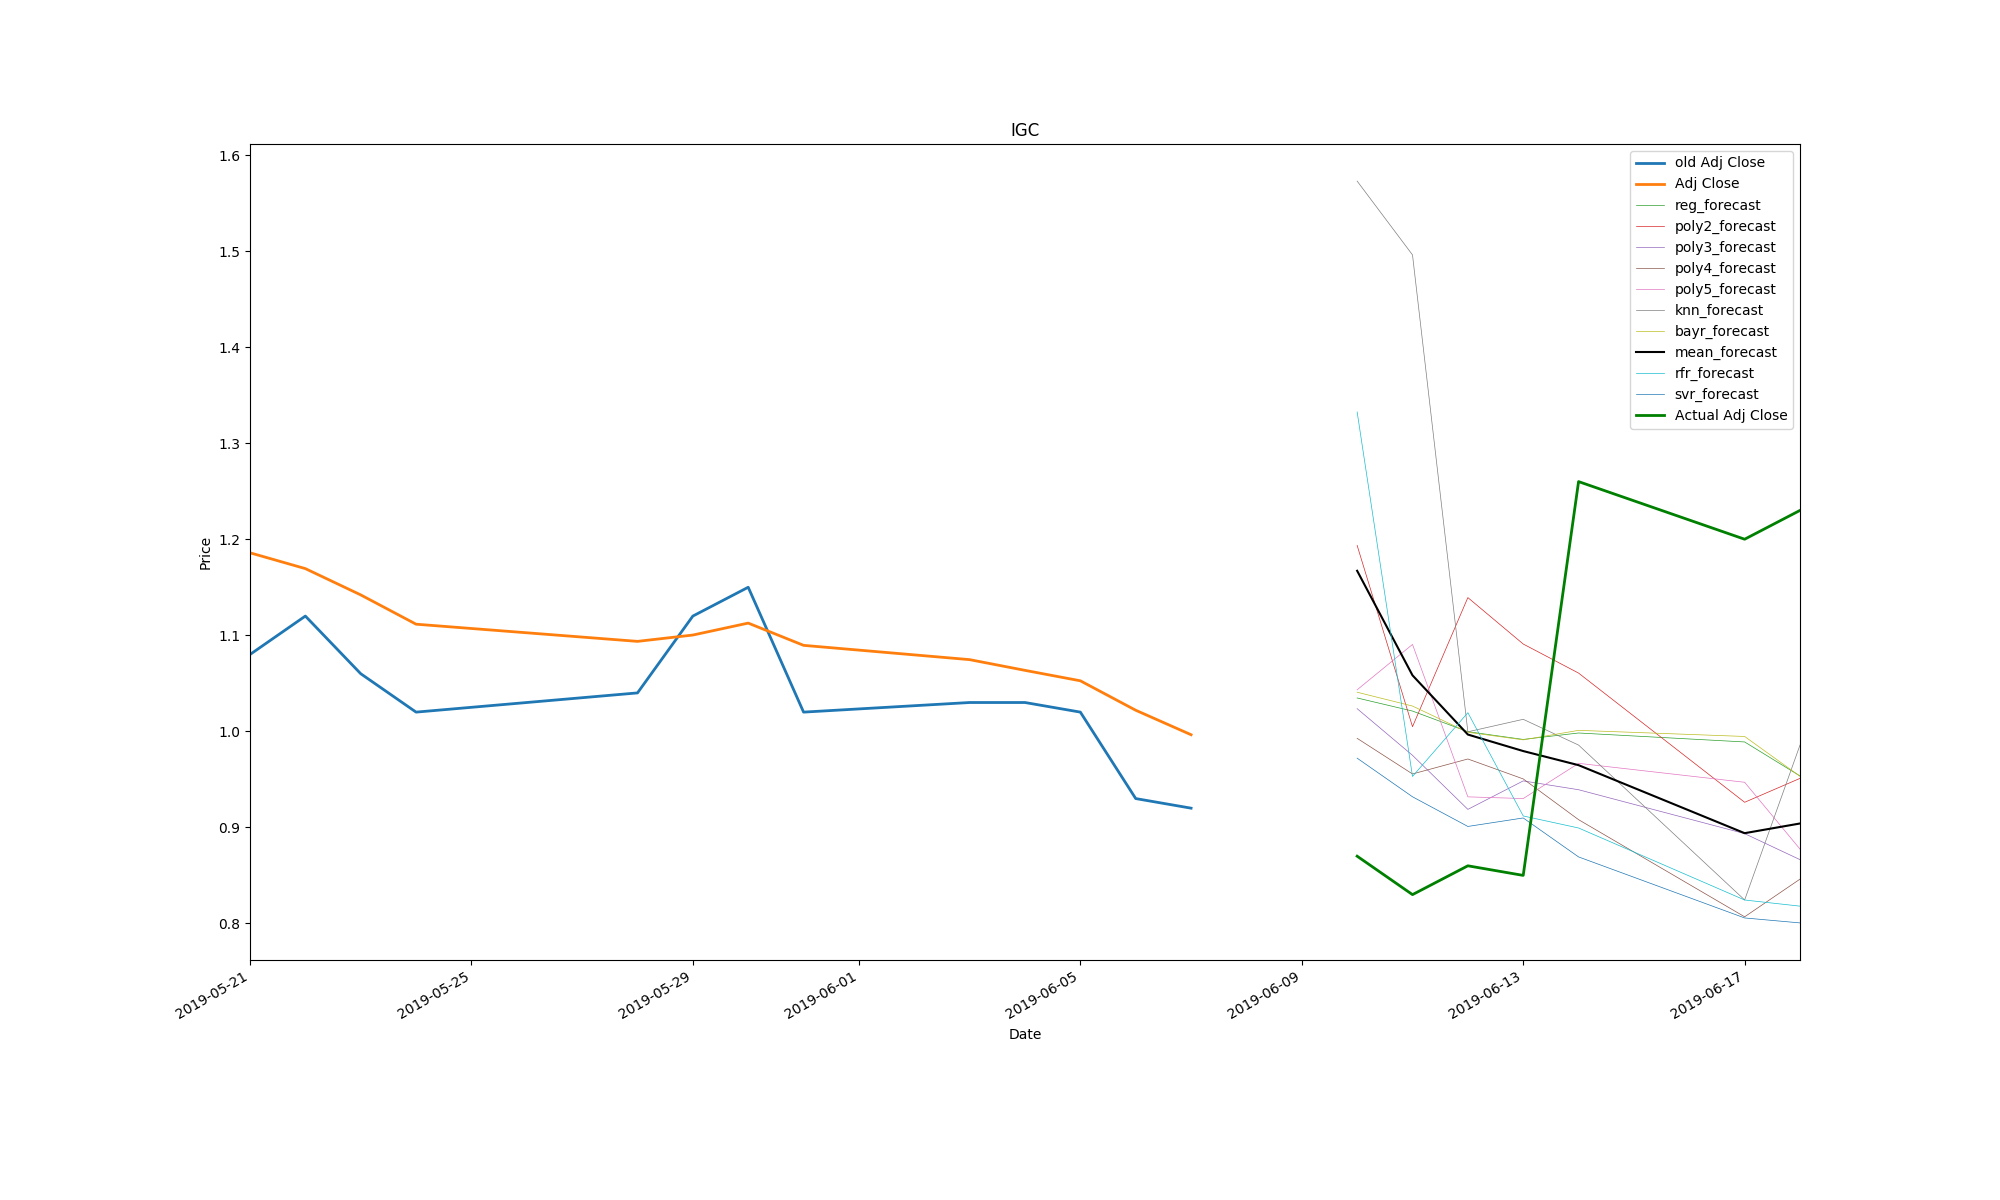 IGC
1.6
1.5
1.4
1.3
1.2
1.1
1.0
0.9
0.8
Price
old Adj Close
Adj Close
reg_forecast
poly2_forecast
poly3_forecast
poly4_forecast
poly5_forecast
knn_forecast
bayr_forecast
mean_forecast
rfr_forecast
svr_forecast
Actual Adj Close
2019-05-21
2019-05-25
2019-05-29
2019-06-01
2019-06-05
2019-06-09
2019-06-13
2019-06-17
Date